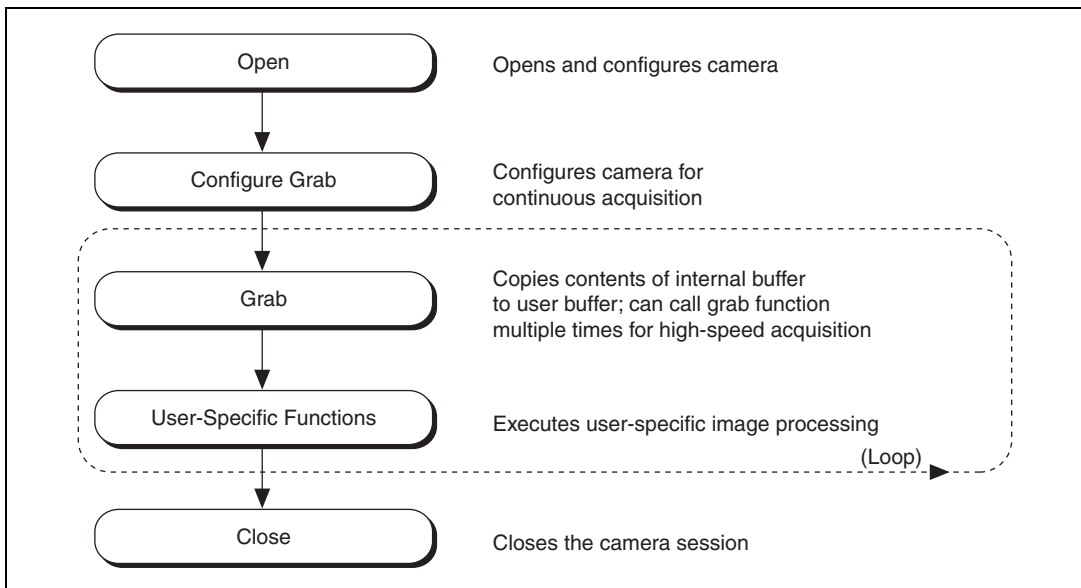 Open
Opens and configures camera
Configure Grab
Configures camera for
continuous acquisition
Grab
Copies contents of internal buffer
to user buffer; can call grab function
multiple times for high-speed acquisition
User-Specific Functions
Executes user-specific image processing
(Loop)
Close
Closes the camera session